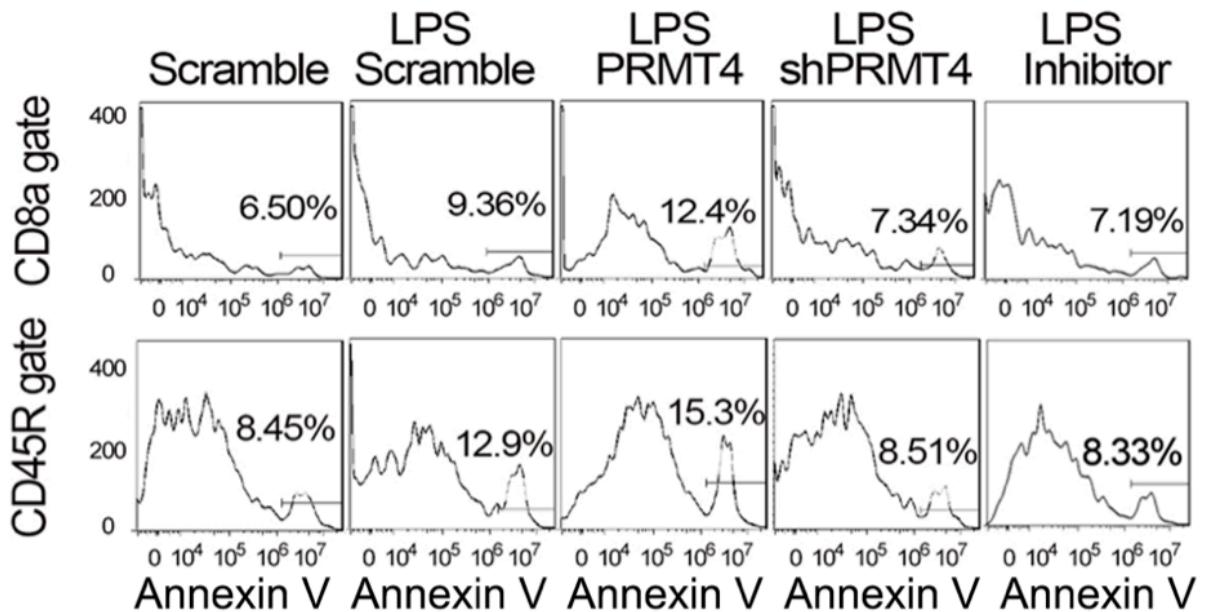 LPS LPS LPS LPS
Scramble Scramble PRMT4 shPRMT4 Inhibitor
CD8a gate
400
200
0
6.50% 9.36% 12.4% 7.34% 7.19%
0 10⁴ 10⁵ 10⁶ 10⁷ 0 10⁴ 10⁵ 10⁶ 10⁷ 0 10⁴ 10⁵ 10⁶ 10⁷ 0 10⁴ 10⁵ 10⁶ 10⁷ 0 10⁴ 10⁵ 10⁶ 10⁷
CD45R gate
400
200
0
8.45% 12.9% 15.3% 8.51% 8.33%
0 10⁴ 10⁵ 10⁶ 10⁷ 0 10⁴ 10⁵ 10⁶ 10⁷ 0 10⁴ 10⁵ 10⁶ 10⁷ 0 10⁴ 10⁵ 10⁶ 10⁷ 0 10⁴ 10⁵ 10⁶ 10⁷
Annexin V Annexin V Annexin V Annexin V Annexin V